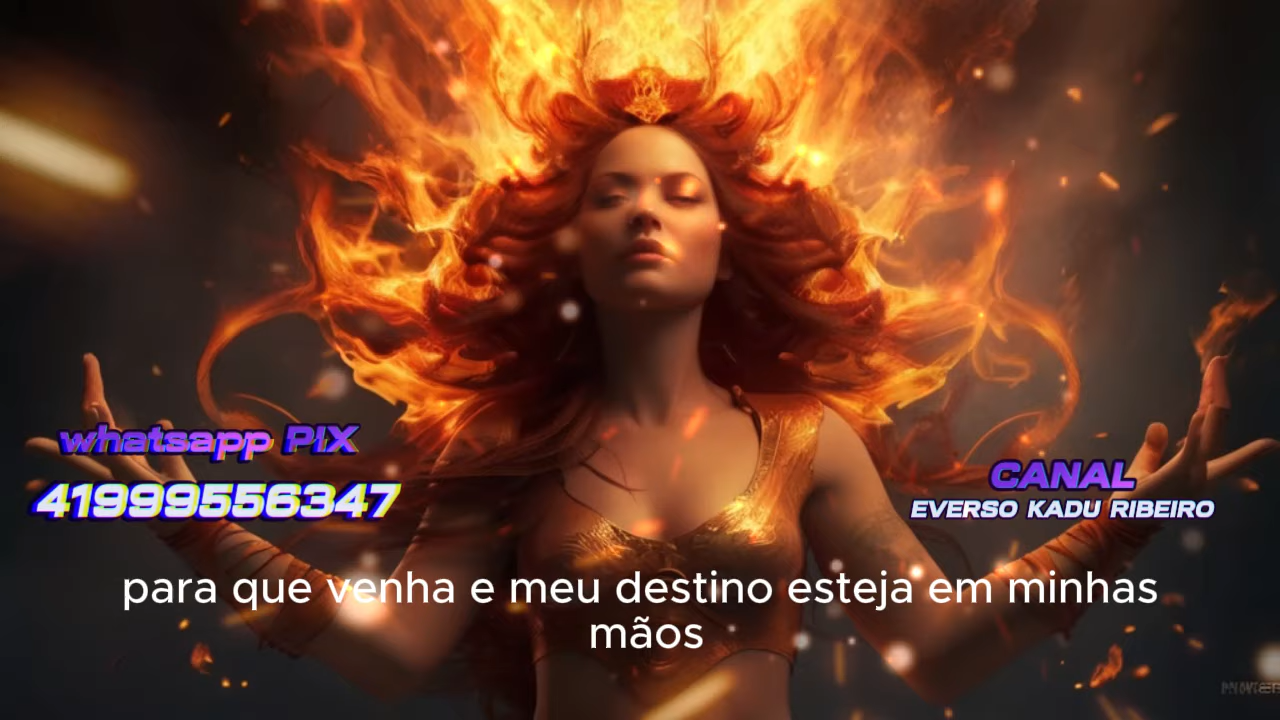 whatsapp PIX
41999556347
CANAL
EVERSO KADU RIBEIRO
para que venha e meu destino esteja em minhas
mãos